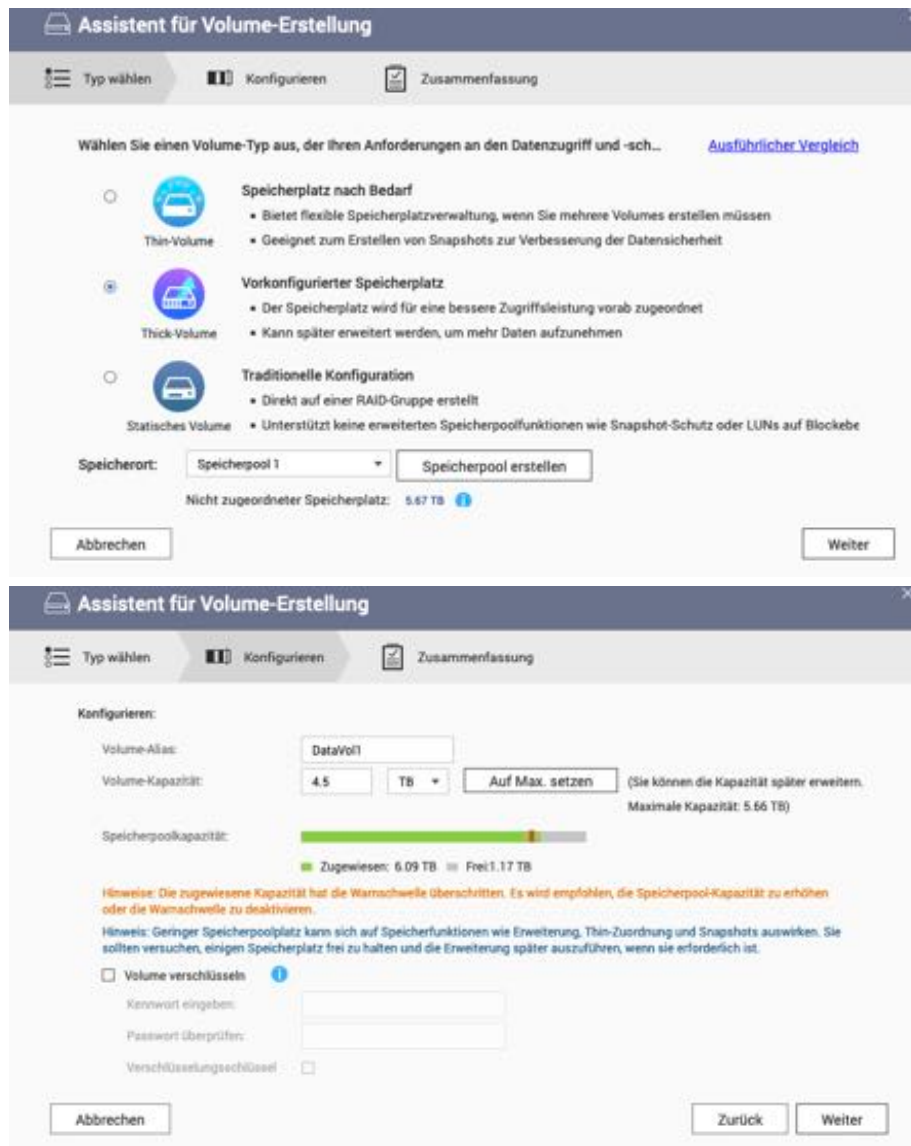 Assistent für Volume-Erstellung
Typ wählen Konfigurieren Zusammenfassung
Wählen Sie einen Volume-Typ aus, der Ihren Anforderungen an den Datenzugriff und -sch... Ausführlicher Vergleich
Speicherplatz nach Bedarf
• Bietet flexible Speicherplatzverwaltung, wenn Sie mehrere Volumes erstellen müssen
Thin-Volume • Geeignet zum Erstellen von Snapshots zur Verbesserung der Datensicherheit
Vorkonfigurierter Speicherplatz
• Der Speicherplatz wird für eine bessere Zugriffsleistung vorab zugeordnet
Thick-Volume • Kann später erweitert werden, um mehr Daten aufzunehmen
Traditionelle Konfiguration
• Direkt auf einer RAID-Gruppe erstellt
Statisches Volume • Unterstützt keine erweiterten Speicherpoolfunktionen wie Snapshot-Schutz oder LUNs auf Blockebe
Speicherort: Speicherpool 1 Speicherpool erstellen
Nicht zugeordneter Speicherplatz: 5.67 TB
Abbrechen Weiter
Assistent für Volume-Erstellung
Typ wählen Konfigurieren Zusammenfassung
Konfigurieren:
Volume-Alias: DataVol1
Volume-Kapazität: 4.5 TB Auf Max. setzen (Sie können die Kapazität später erweitern.
Maximale Kapazität: 5.66 TB)
Speicherpoolkapazität:
Zugewiesen: 6.09 TB Frei:1.17 TB
Hinweise: Die zugewiesene Kapazität hat die Warnschwelle überschritten. Es wird empfohlen, die Speicherpool-Kapazität zu erhöhen
oder die Warnschwelle zu deaktivieren.
Hinweis: Geringer Speicherpoolplatz kann sich auf Speicherfunktionen wie Erweiterung, Thin-Zuordnung und Snapshots auswirken. Sie
sollten versuchen, einigen Speicherplatz frei zu halten und die Erweiterung später auszuführen, wenn sie erforderlich ist.
Volume verschlüsseln
Kennwort eingeben:
Passwort überprüfen:
Verschlüsselungsschlüssel
Abbrechen Zurück Weiter